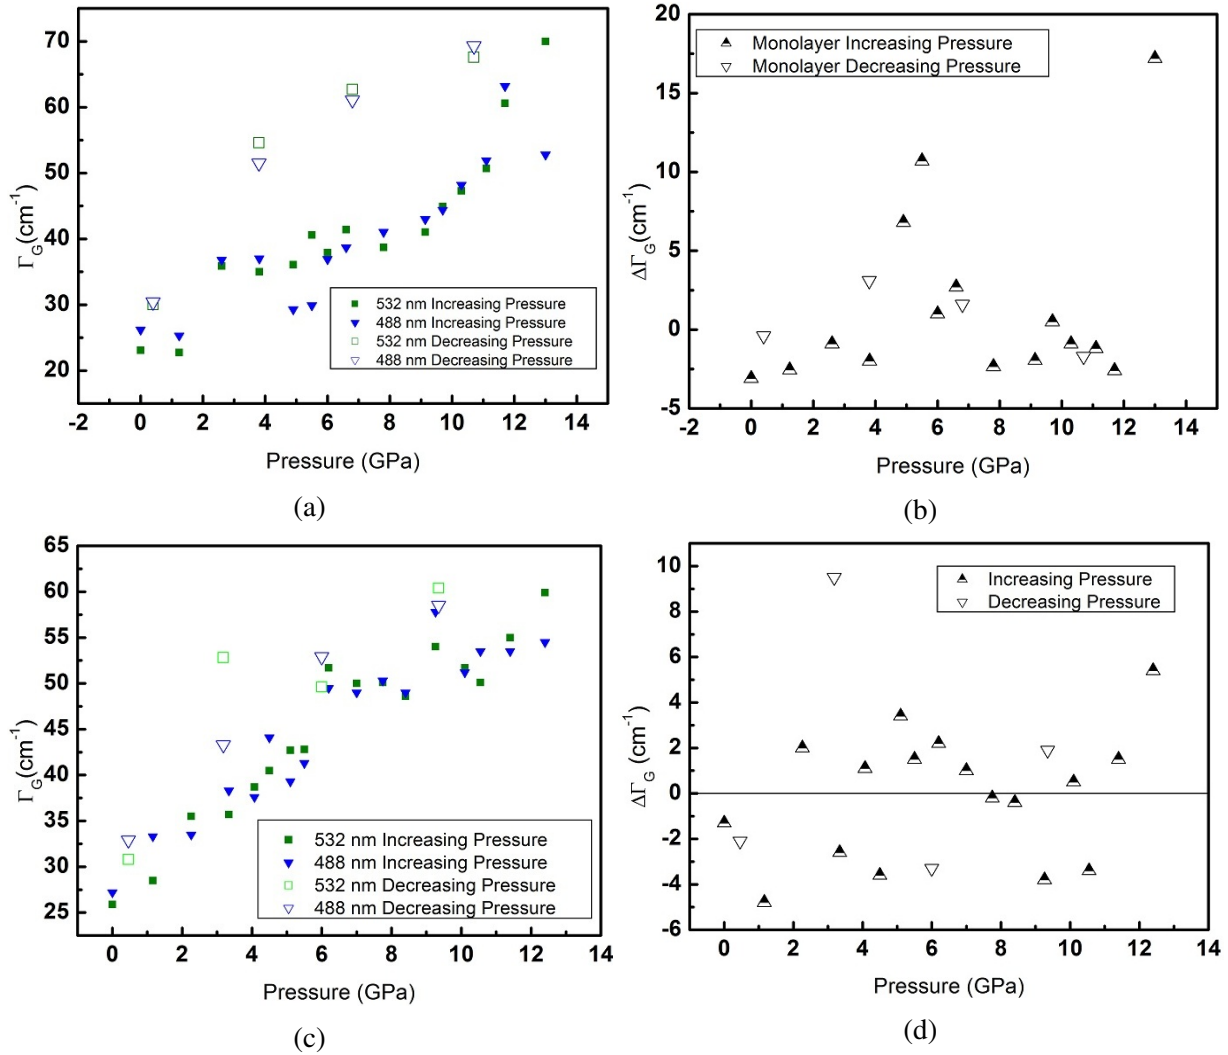 70
60
50
40
30
20
Γ_G(cm⁻¹)
532 nm Increasing Pressure
488 nm Increasing Pressure
532 nm Decreasing Pressure
488 nm Decreasing Pressure
-2 0 2 4 6 8 10 12 14
Pressure (GPa)
(a)
20
15
10
5
0
-5
ΔΓ_G(cm⁻¹)
Monolayer Increasing Pressure
Monolayer Decreasing Pressure
-2 0 2 4 6 8 10 12 14
Pressure (GPa)
(b)
65
60
55
50
45
40
35
30
25
Γ_G(cm⁻¹)
532 nm Increasing Pressure
488 nm Increasing Pressure
532 nm Decreasing Pressure
488 nm Decreasing Pressure
0 2 4 6 8 10 12 14
Pressure (GPa)
(c)
10
8
6
4
2
0
-2
-4
-6
ΔΓ_G (cm⁻¹)
Increasing Pressure
Decreasing Pressure
0 2 4 6 8 10 12 14
Pressure (GPa)
(d)